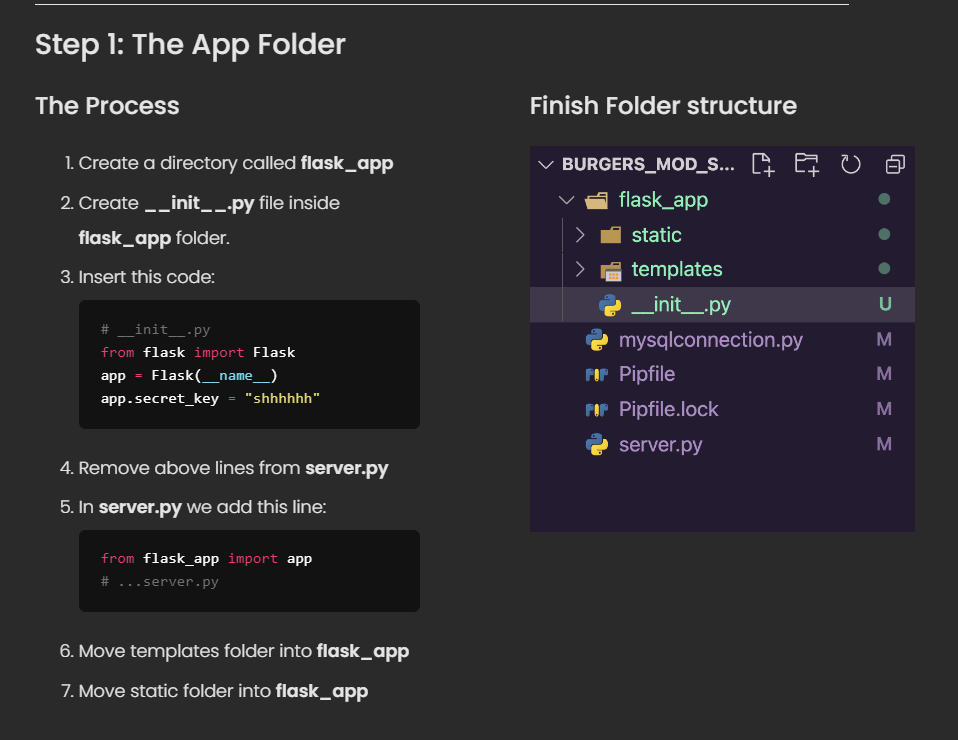 Step 1: The App Folder
The Process
1. Create a directory called flask_app
2. Create __init__.py file inside
flask_app folder.
3. Insert this code:
# __init__.py
from flask import Flask
app = Flask(__name__)
app.secret_key = "shhhhhh"
4. Remove above lines from server.py
5. In server.py we add this line:
from flask_app import app
# ...server.py
6. Move templates folder into flask_app
7. Move static folder into flask_app
Finish Folder structure
BURGERS_MOD_S...
flask_app
static
templates
__init__.py U
mysqlconnection.py M
Pipfile M
Pipfile.lock M
server.py M